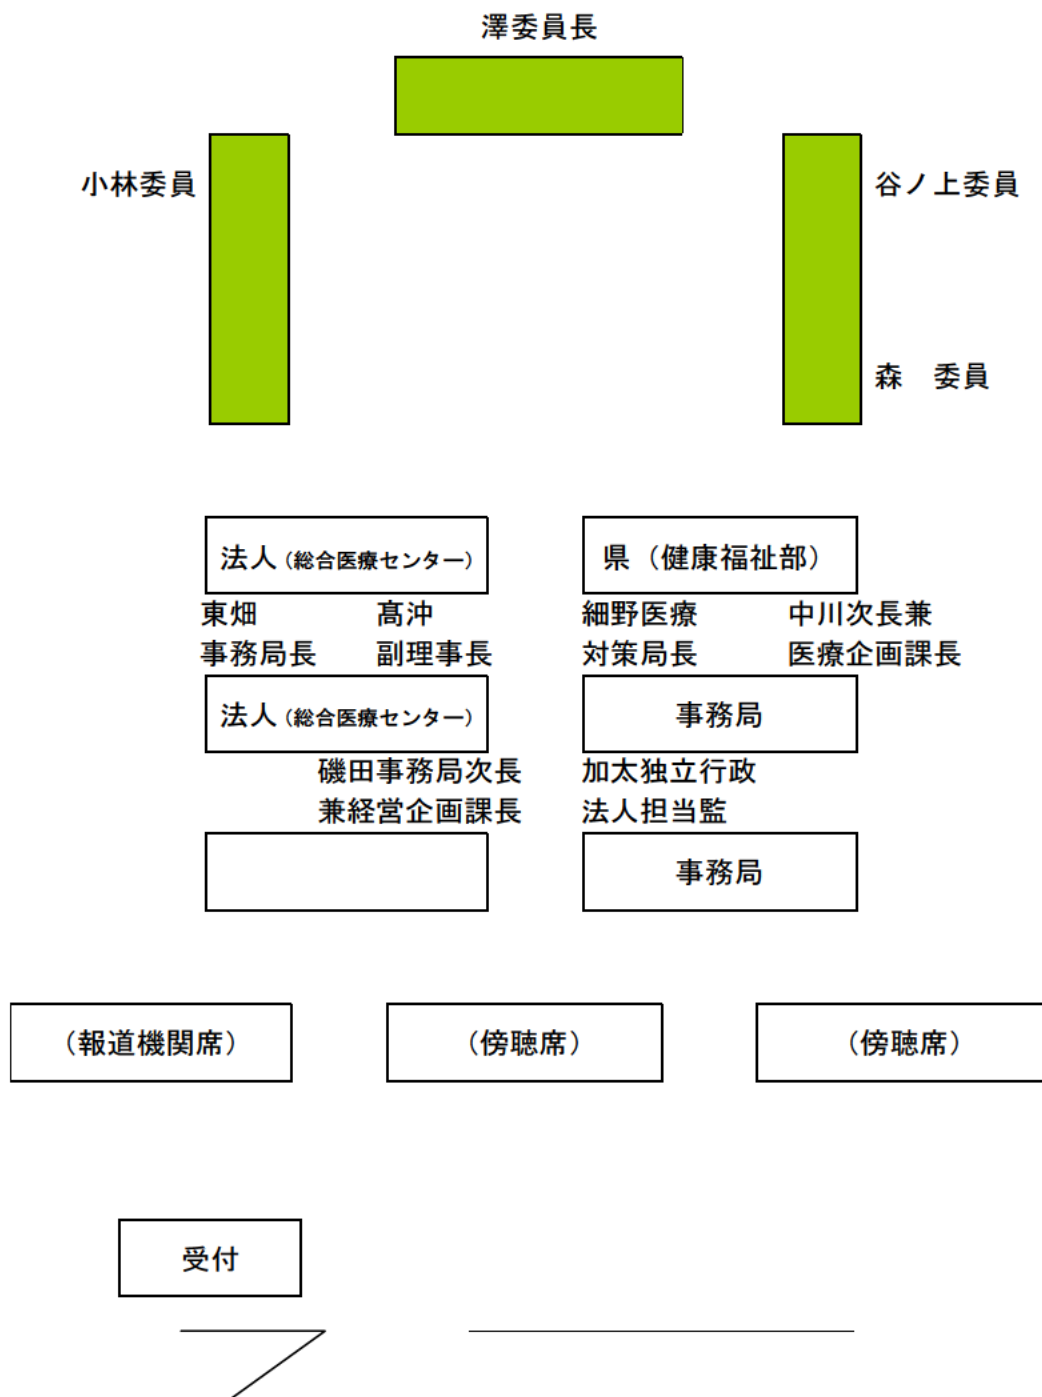 澤委員長
小林委員
谷ノ上委員
森　委員
法人（総合医療センター）
県（健康福祉部）
東畑　髙沖　細野医療　中川次長兼
事務局長　副理事長　対策局長　医療企画課長
法人（総合医療センター）
事務局
磯田事務局次長　加太独立行政
兼経営企画課長　法人担当監
事務局
（報道機関席）
（傍聴席）
（傍聴席）
受付